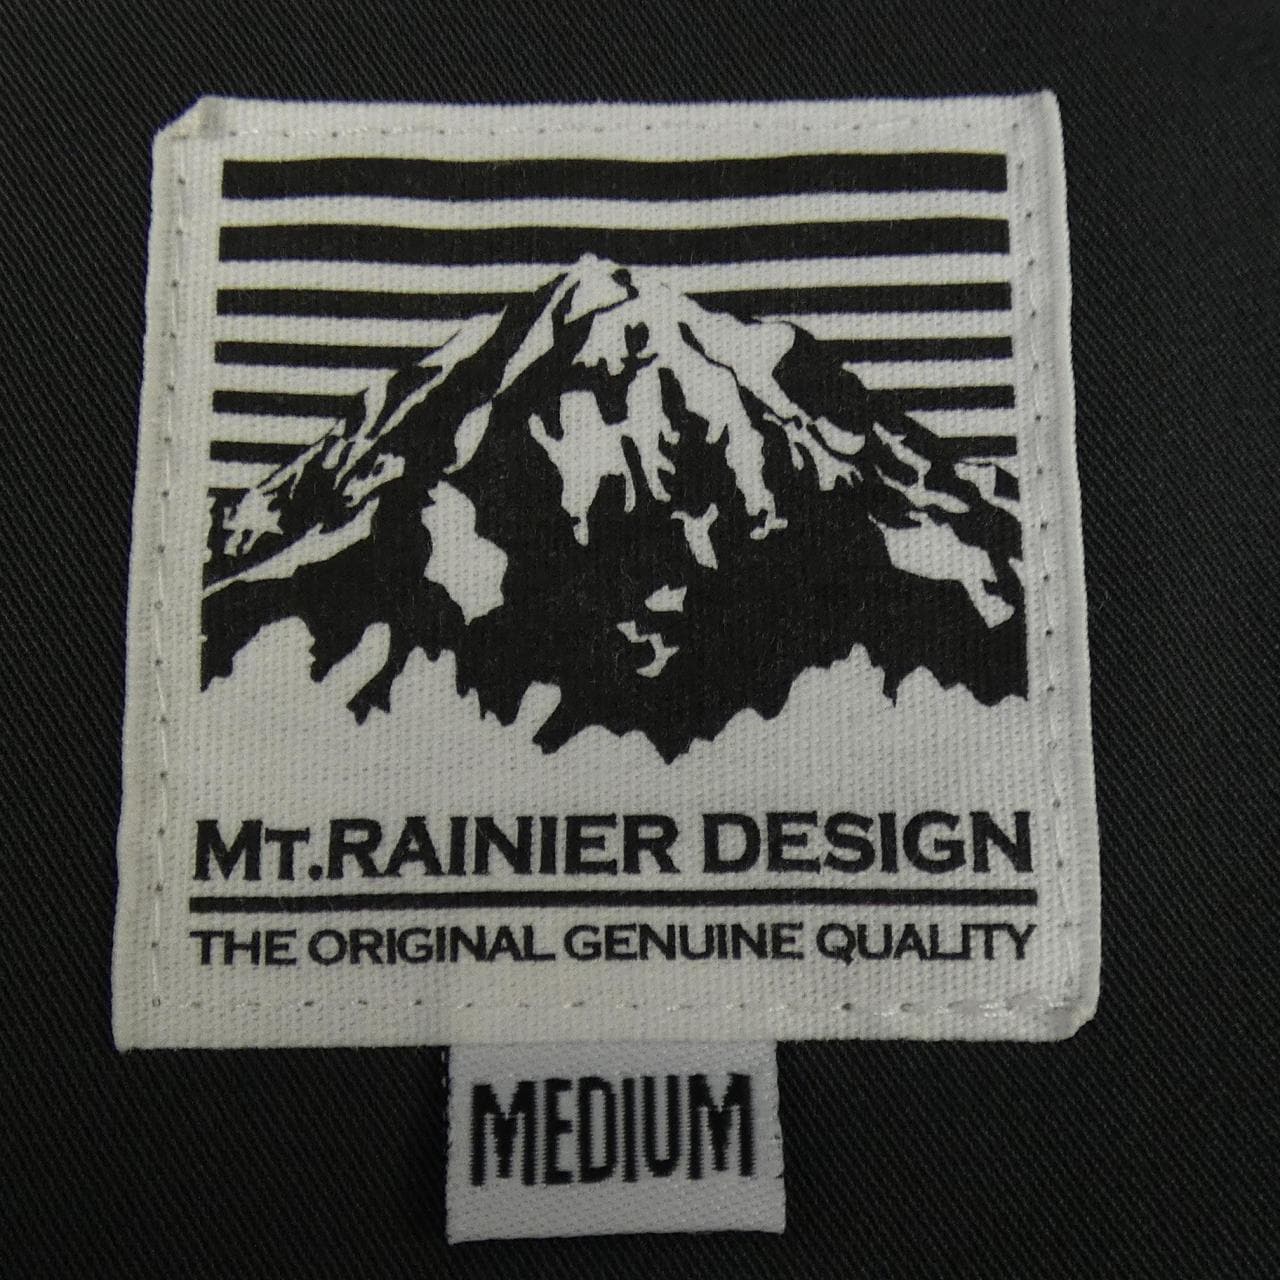 MT.RAINIER DESIGN
THE ORIGINAL GENUINE QUALITY
MEDIUM